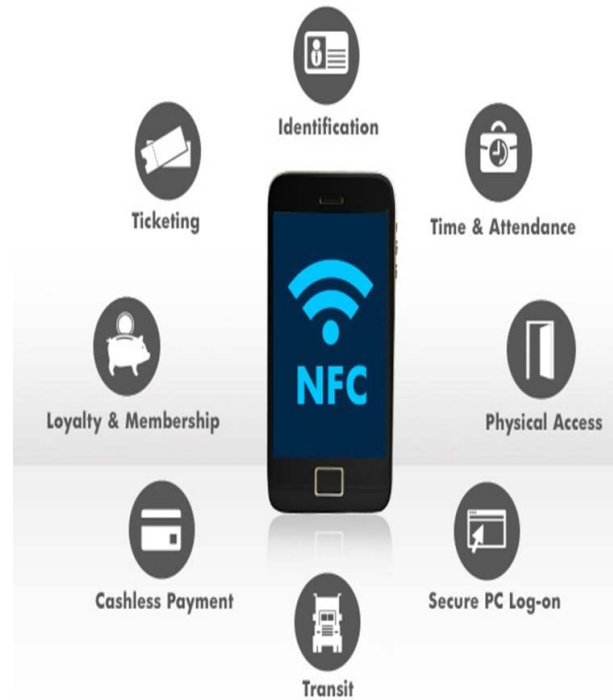 Identification
Ticketing
Time & Attendance
NFC
Loyalty & Membership
Physical Access
Cashless Payment
Secure PC Log-on
Transit